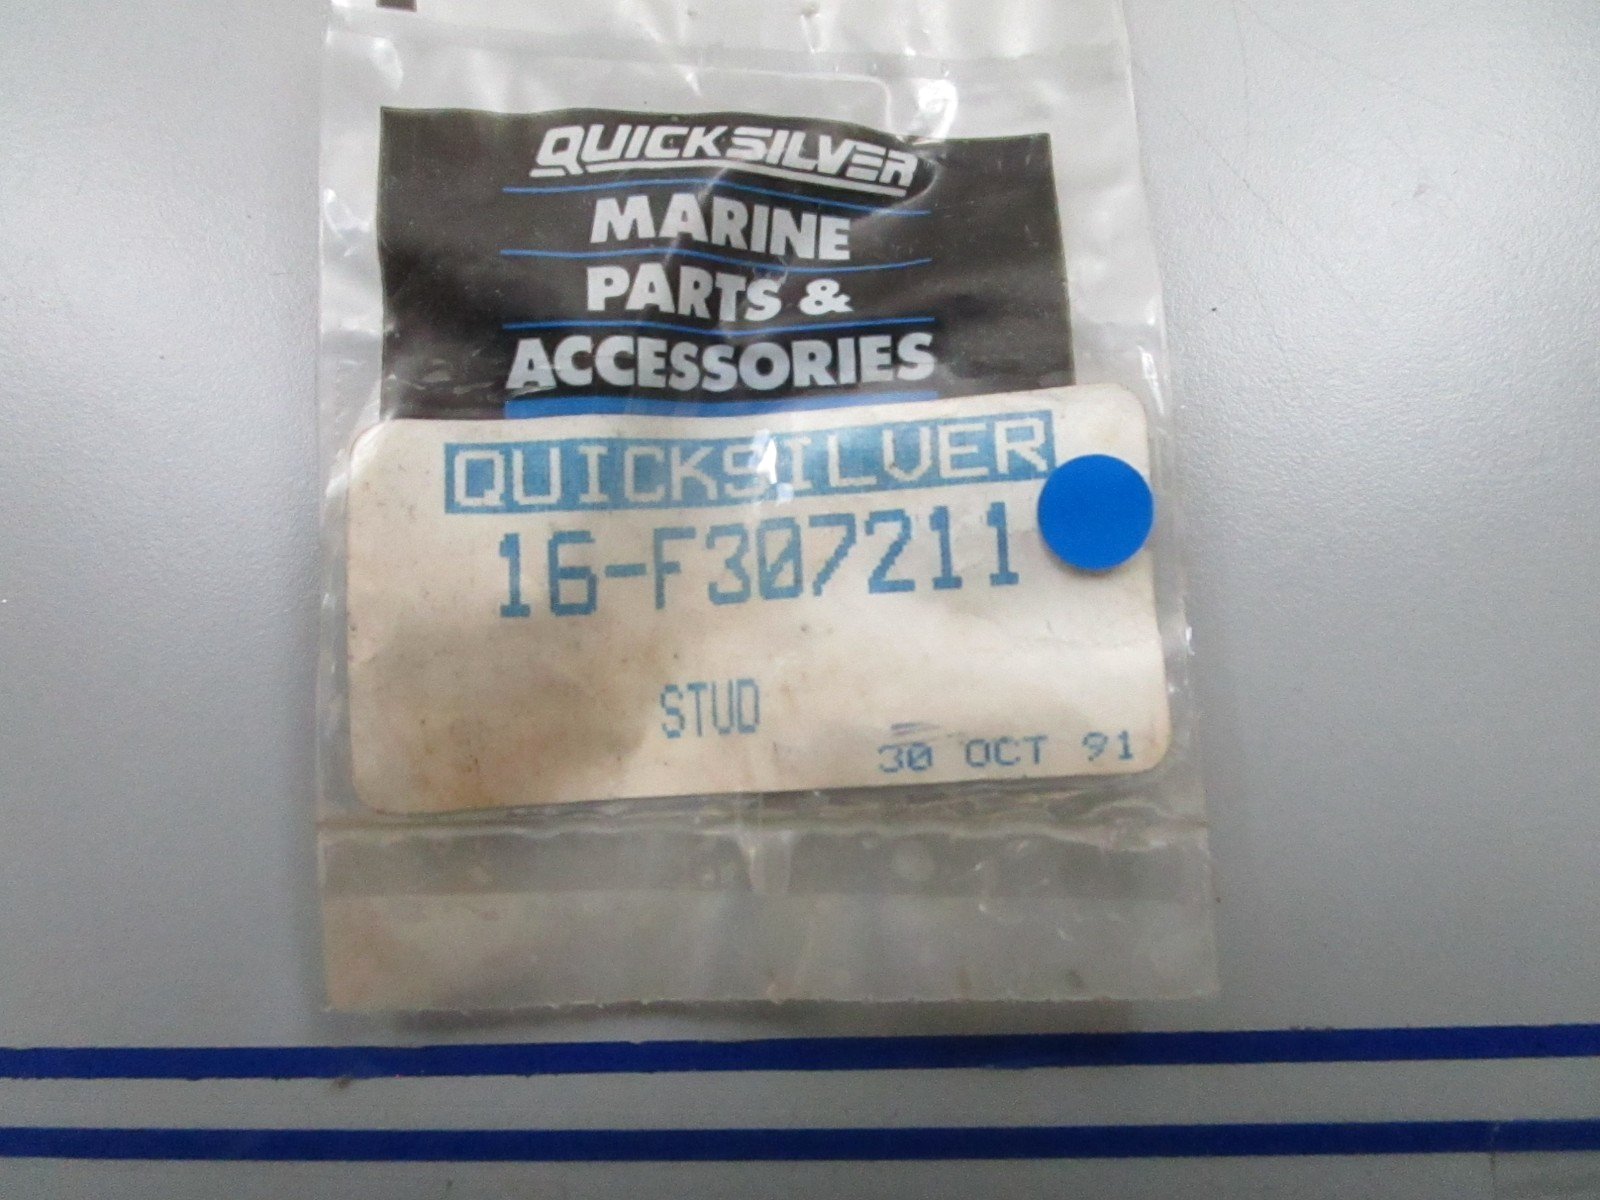 QUICKSILVER
MARINE
PARTS &
ACCESSORIES
QUICKSILVER
16-F307211
STUD
30 OCT 91